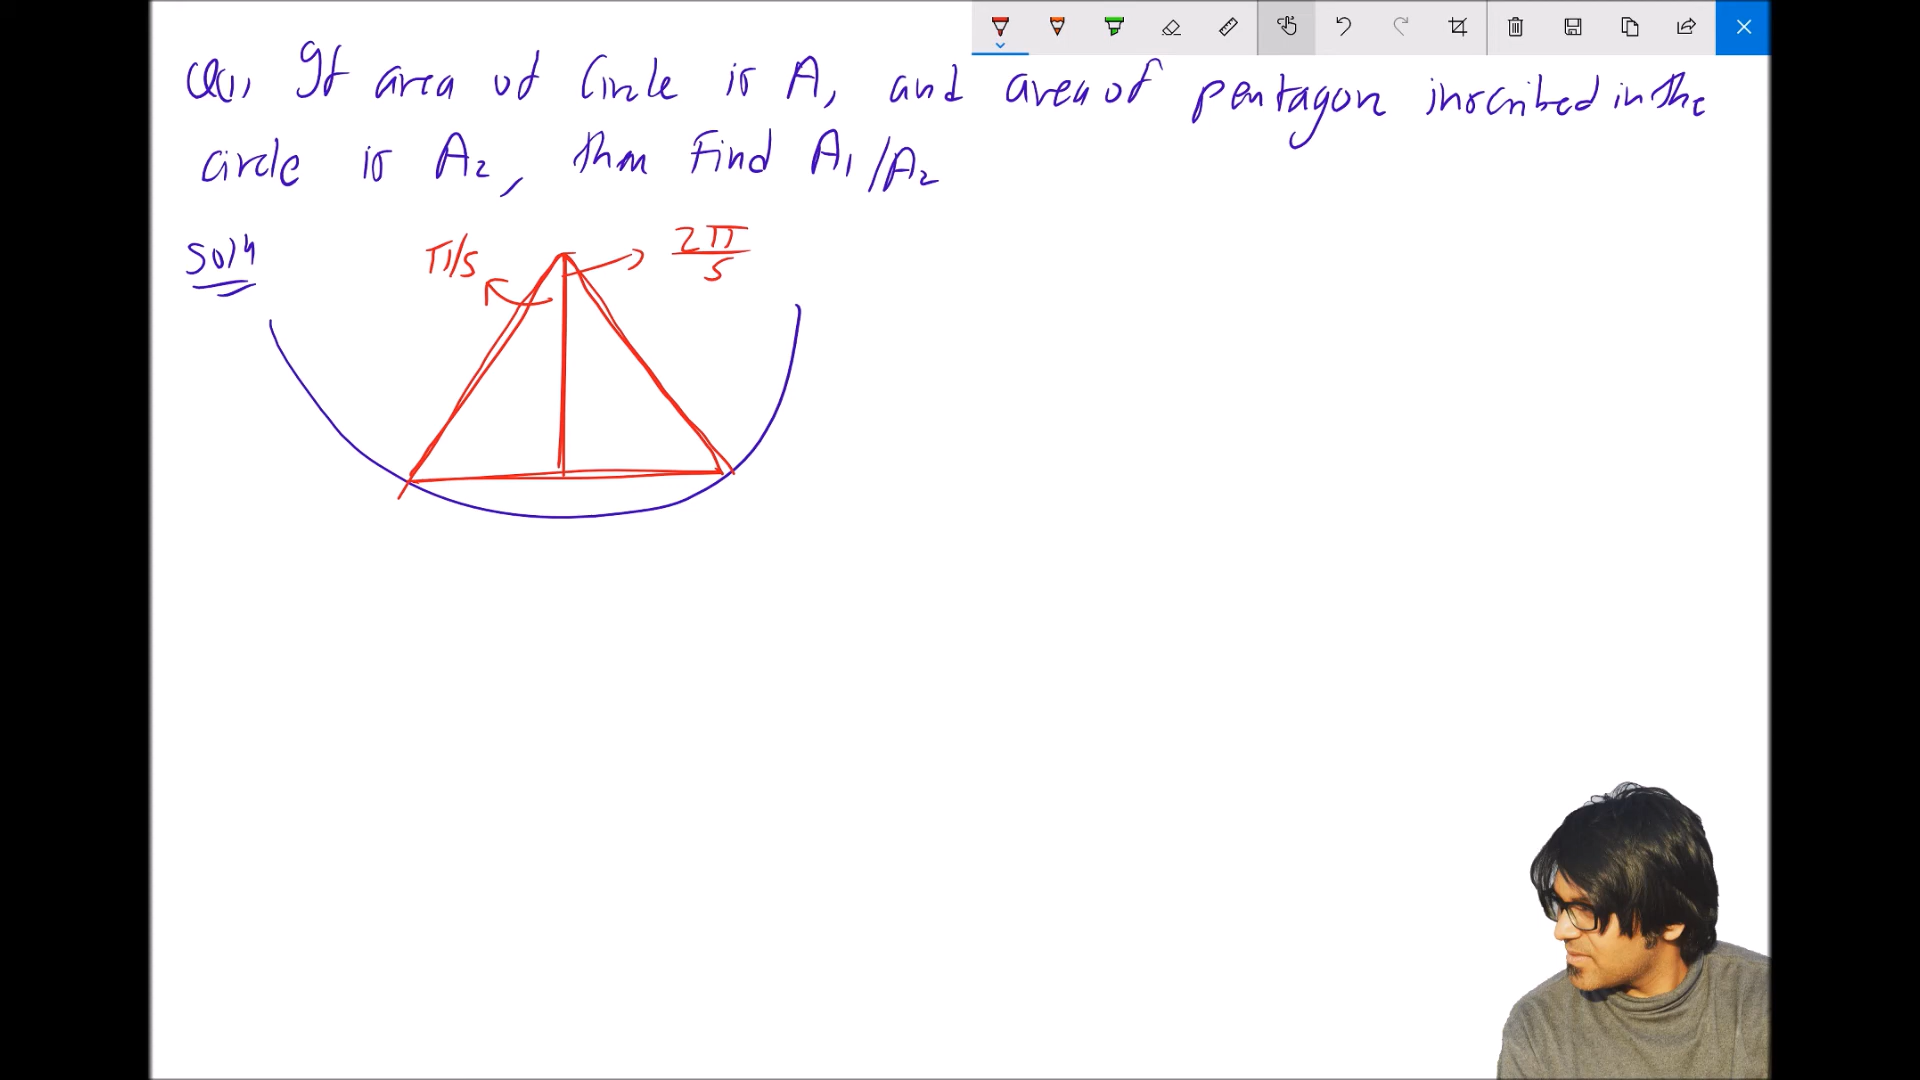 Q1, If area of Circle is A, and area of pentagon inscribed in the
circle is A2, then Find A1/A2
Soln
π/5
2π/5